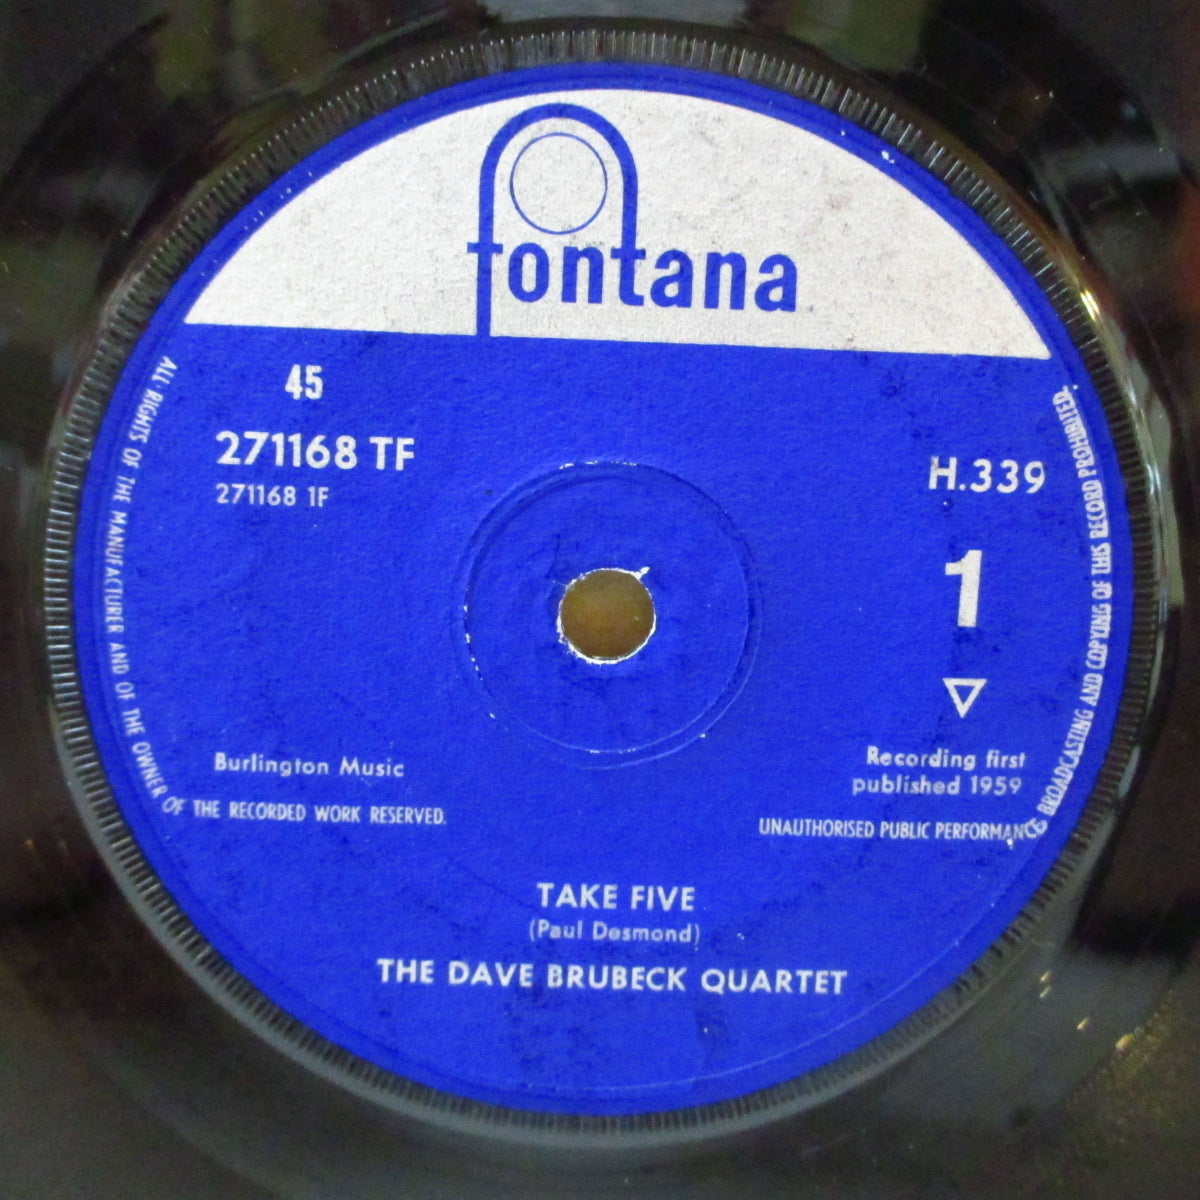 fontana
45
271168 TF
271168 1F
H.339
1
Burlington Music
Recording first
published 1959
ALL RIGHTS OF THE MANUFACTURER AND OF THE OWNER OF THE RECORDED WORK RESERVED.
UNAUTHORISED PUBLIC PERFORMANCE BROADCASTING AND COPYING OF THIS RECORD PROHIBITED.
TAKE FIVE
(Paul Desmond)
THE DAVE BRUBECK QUARTET